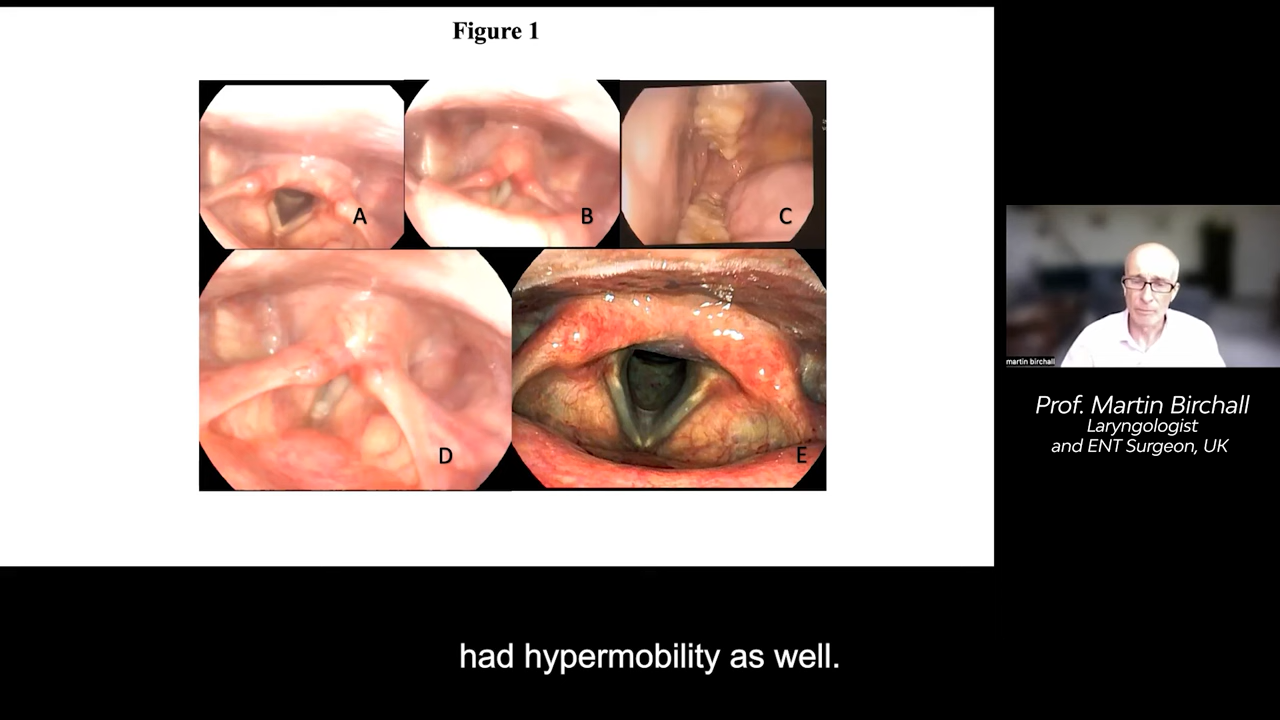 Figure 1
A
B
C
D
E
martin birchall
Prof. Martin Birchall
Laryngologist
and ENT Surgeon, UK
had hypermobility as well.